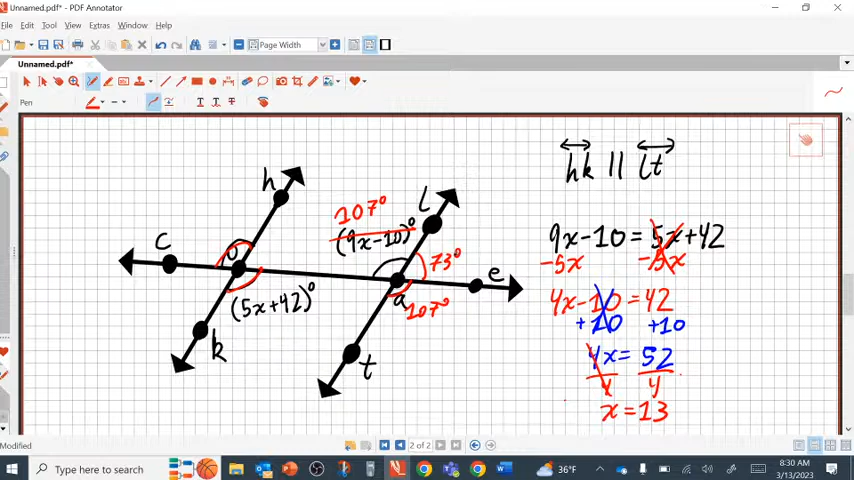 Unnamed.pdf* - PDF Annotator
File Edit Tool View Extras Window Help
Page Width
Unnamed.pdf*
Pen
hk || lt
h
l
107°
(9x-10)°
9x-10=5x+42
-5x -5x
c
o
73°
e
a
107°
(5x+42)°
4x-10=42
+10 +10
k
t
4x=52
4 4
x=13
Modified
2 of 2
Type here to search
36°F
8:30 AM
3/13/2023